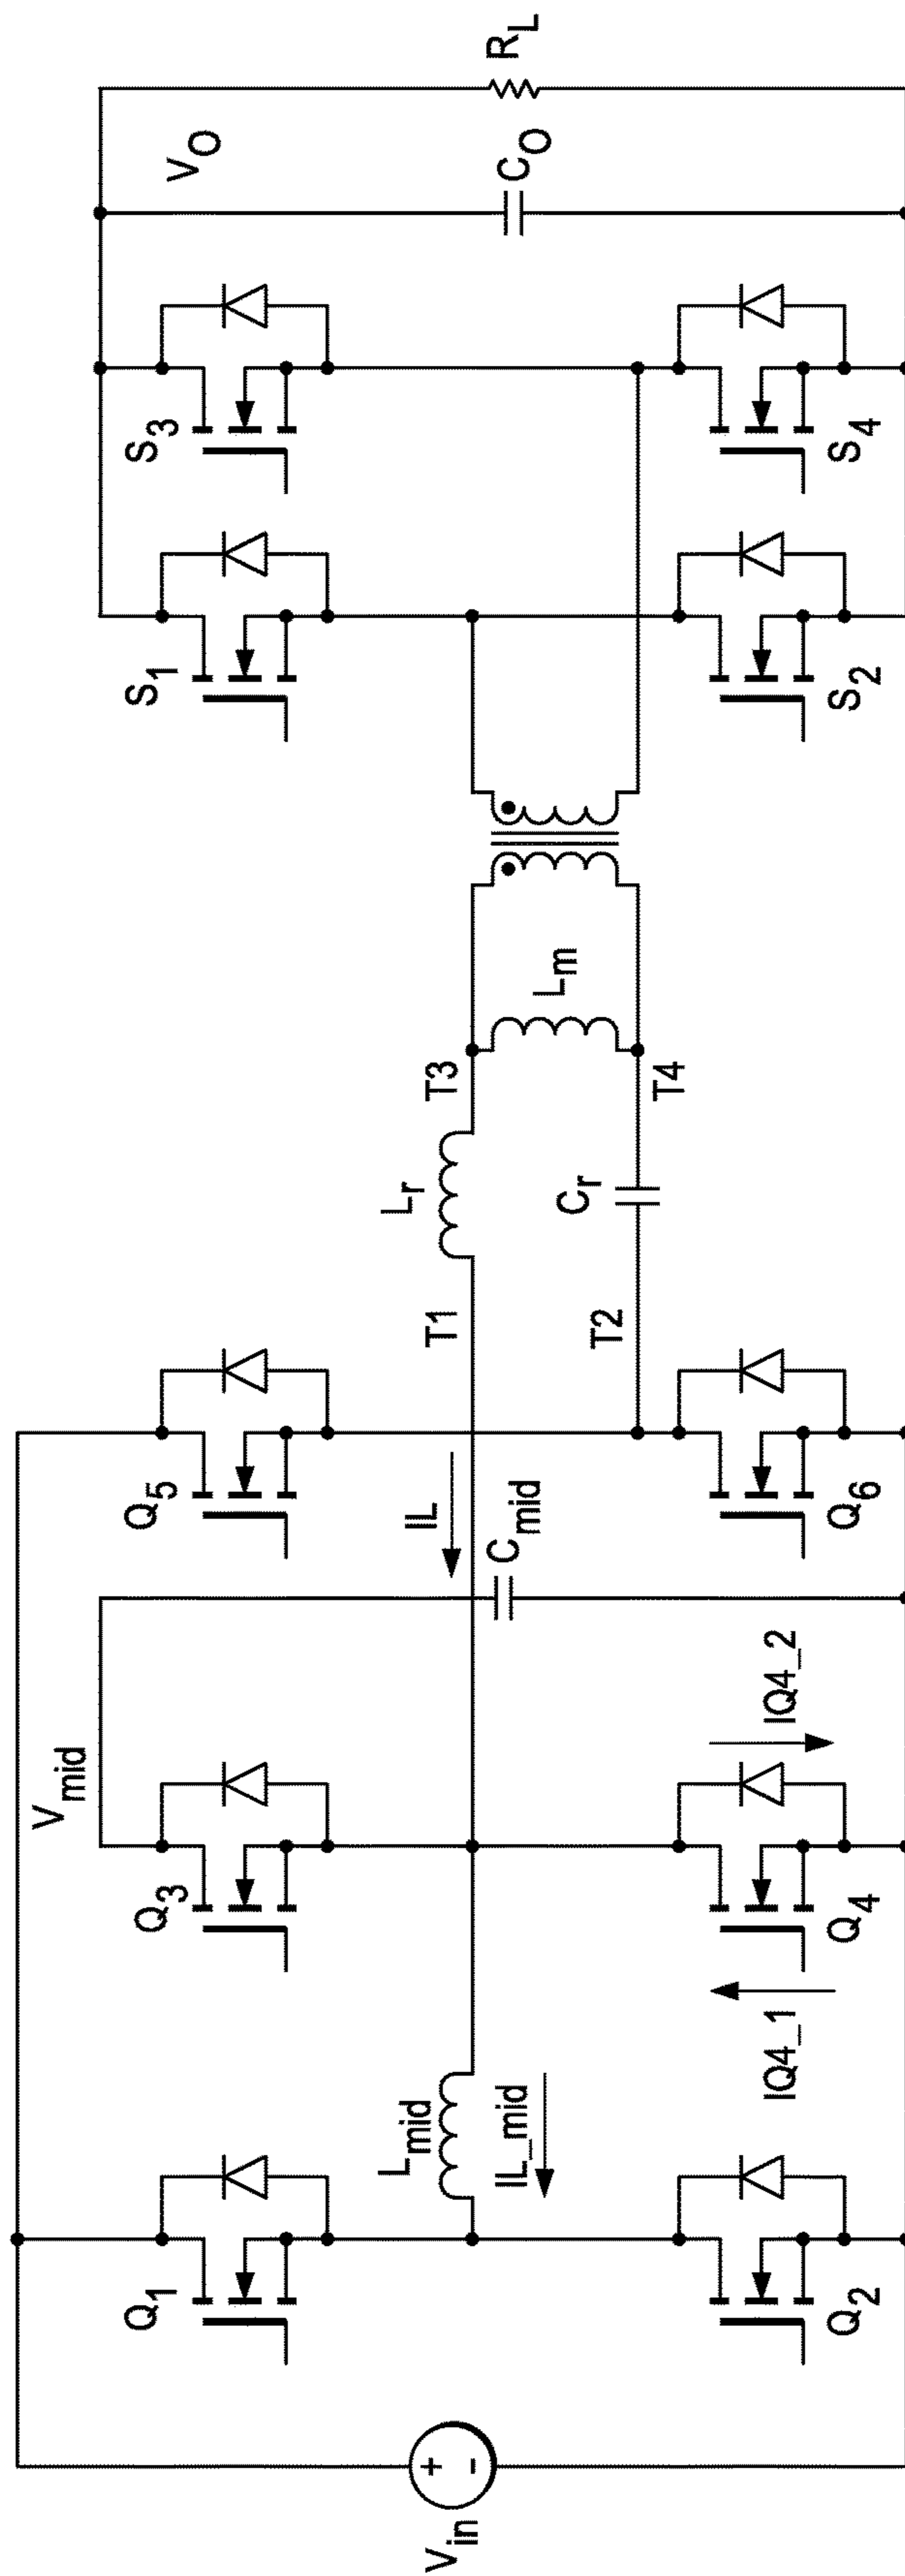 V_in
+
-
Q_1
Q_2
L_mid
IL_mid
V_mid
Q_3
Q_4
IQ4_1
IQ4_2
C_mid
IL
Q_5
Q_6
T1
T2
L_r
C_r
T3
T4
L_m
S_1
S_2
S_3
S_4
V_O
C_O
R_L